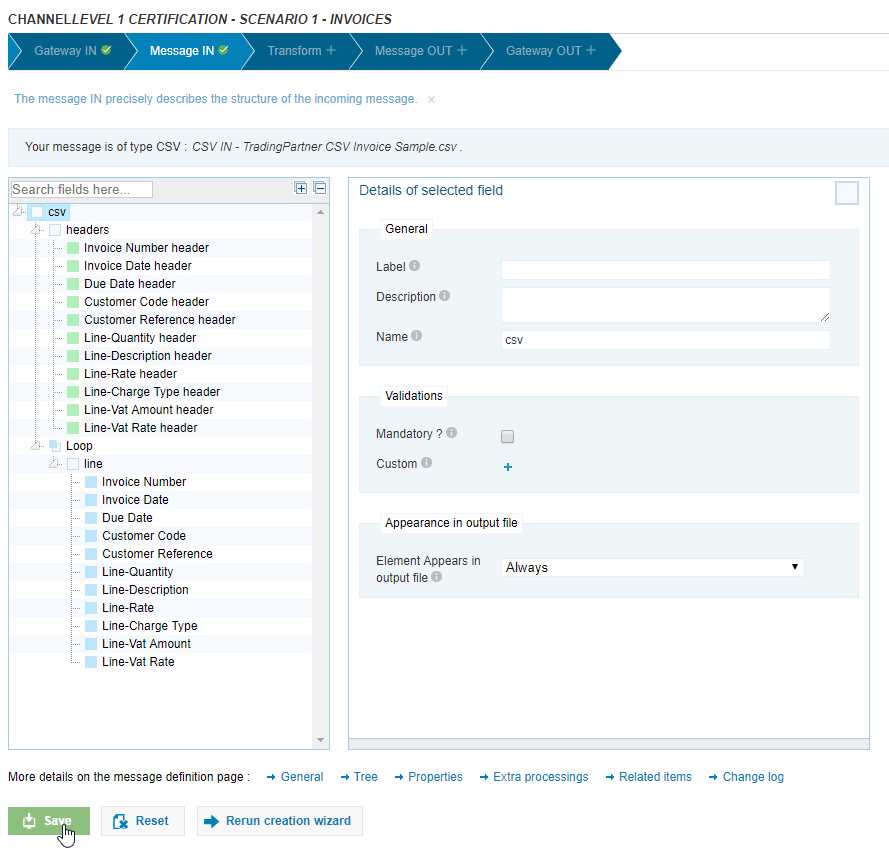 CHANNELLEVEL 1 CERTIFICATION - SCENARIO 1 - INVOICES
Gateway IN
Message IN
Transform +
Message OUT +
Gateway OUT +
The message IN precisely describes the structure of the incoming message. ×
Your message is of type CSV : CSV IN - TradingPartner CSV Invoice Sample.csv .
Search fields here...
csv
headers
Invoice Number header
Invoice Date header
Due Date header
Customer Code header
Customer Reference header
Line-Quantity header
Line-Description header
Line-Rate header
Line-Charge Type header
Line-Vat Amount header
Line-Vat Rate header
Loop
line
Invoice Number
Invoice Date
Due Date
Customer Code
Customer Reference
Line-Quantity
Line-Description
Line-Rate
Line-Charge Type
Line-Vat Amount
Line-Vat Rate
Details of selected field
General
Label
Description
Name
csv
Validations
Mandatory ?
Custom
+
Appearance in output file
Element Appears in
output file
Always
More details on the message definition page :
General
Tree
Properties
Extra processings
Related items
Change log
Save
Reset
Rerun creation wizard